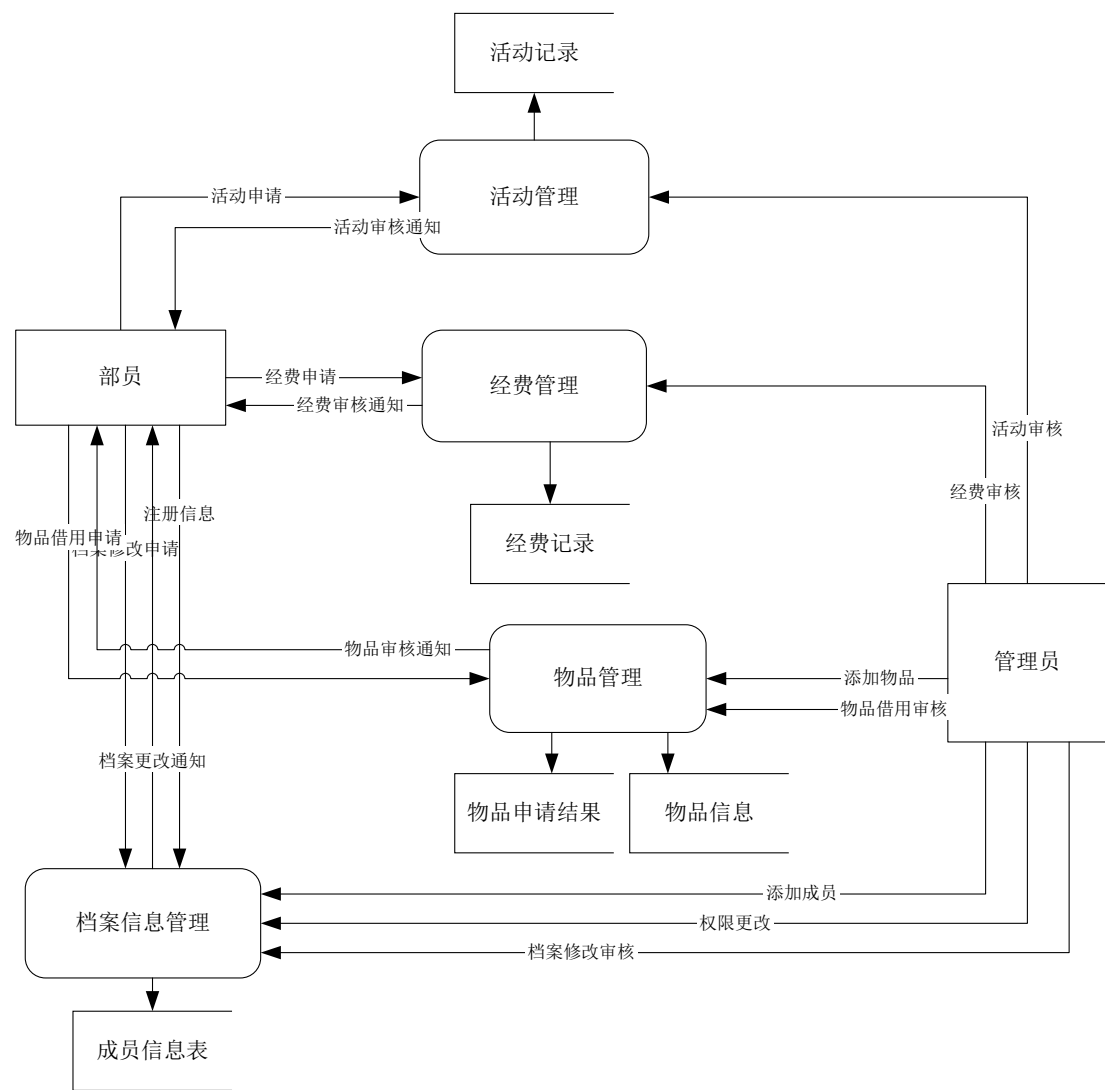 活动记录
活动管理
活动申请
活动审核通知
部员
经费申请
经费管理
经费审核通知
活动审核
经费审核
注册信息
物品借用申请
档案修改申请
经费记录
物品审核通知
物品管理
管理员
添加物品
物品借用审核
档案更改通知
物品申请结果
物品信息
添加成员
档案信息管理
权限更改
档案修改审核
成员信息表